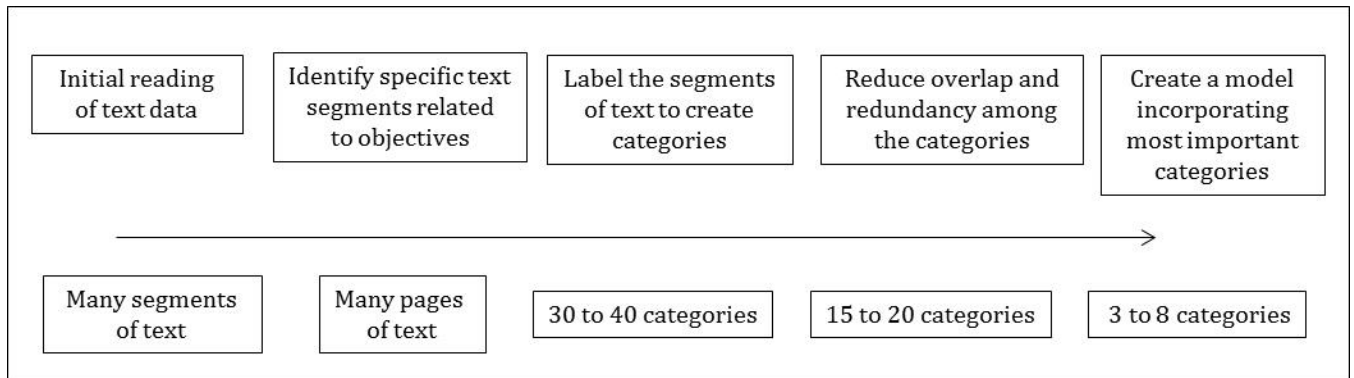 Initial reading
of text data
Identify specific text
segments related
to objectives
Label the segments
of text to create
categories
Reduce overlap and
redundancy among
the categories
Create a model
incorporating
most important
categories
Many segments
of text
Many pages
of text
30 to 40 categories
15 to 20 categories
3 to 8 categories